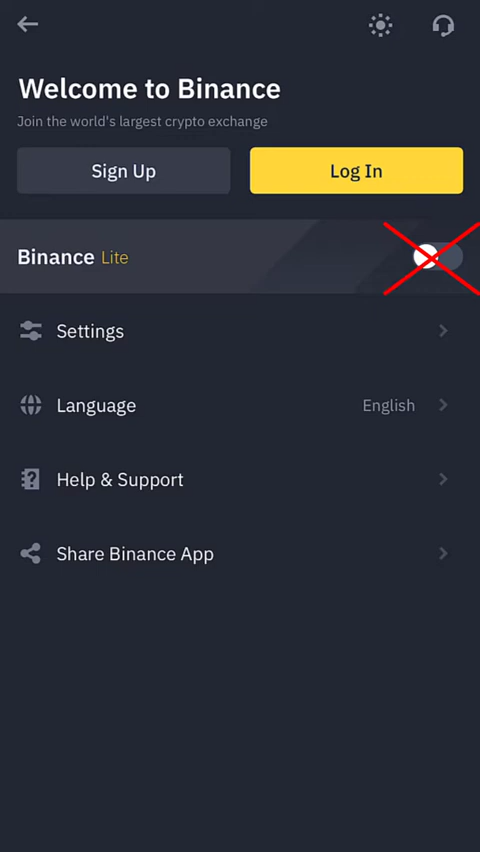 Welcome to Binance
Join the world's largest crypto exchange
Sign Up
Log In
Binance Lite
Settings
Language English
Help & Support
Share Binance App